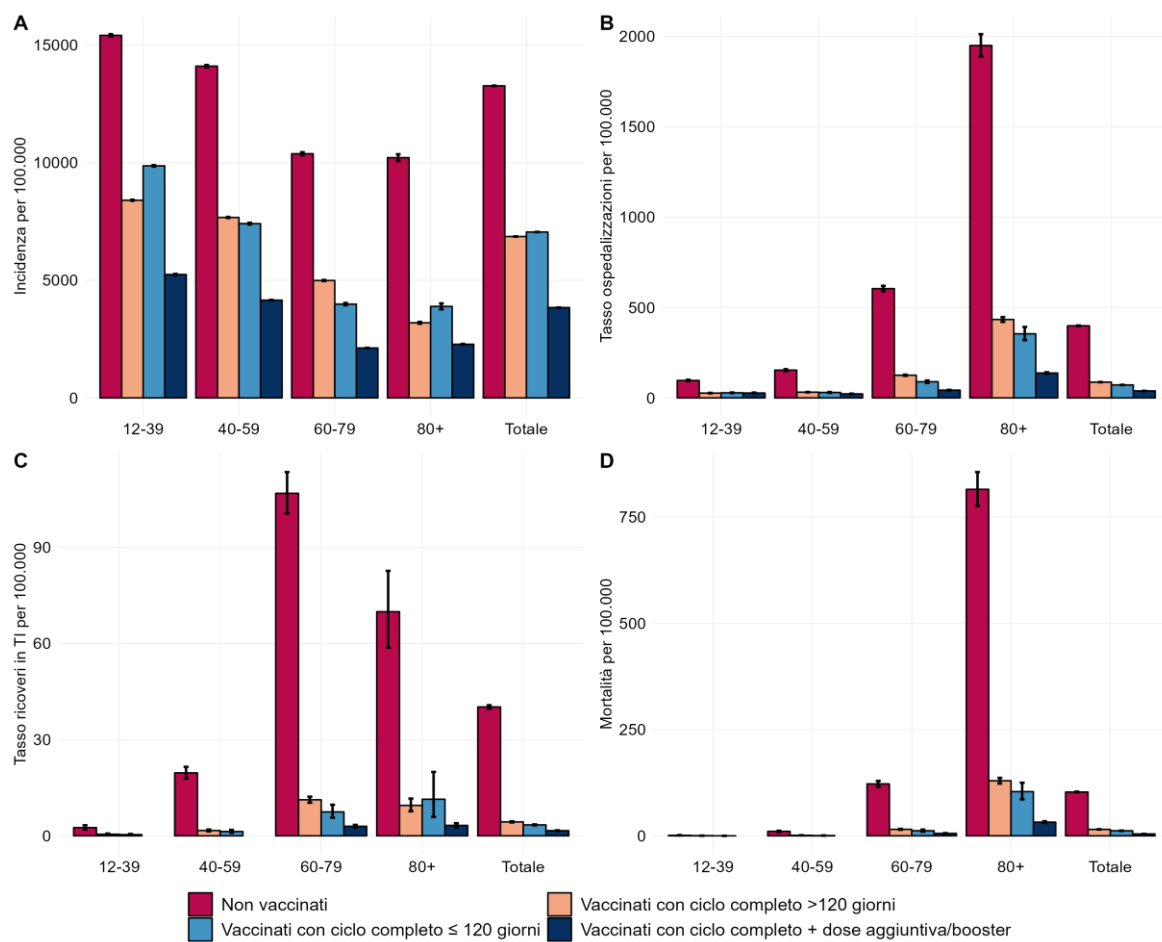 A
Incidenza per 100.000
15000
10000
5000
0
12-39
40-59
60-79
80+
Totale
B
Tasso ospedalizzazioni per 100.000
2000
1500
1000
500
0
12-39
40-59
60-79
80+
Totale
C
Tasso ricoveri in TI per 100.000
90
60
30
0
12-39
40-59
60-79
80+
Totale
D
Mortalità per 100.000
750
500
250
0
12-39
40-59
60-79
80+
Totale
Non vaccinati
Vaccinati con ciclo completo >120 giorni
Vaccinati con ciclo completo ≤ 120 giorni
Vaccinati con ciclo completo + dose aggiuntiva/booster